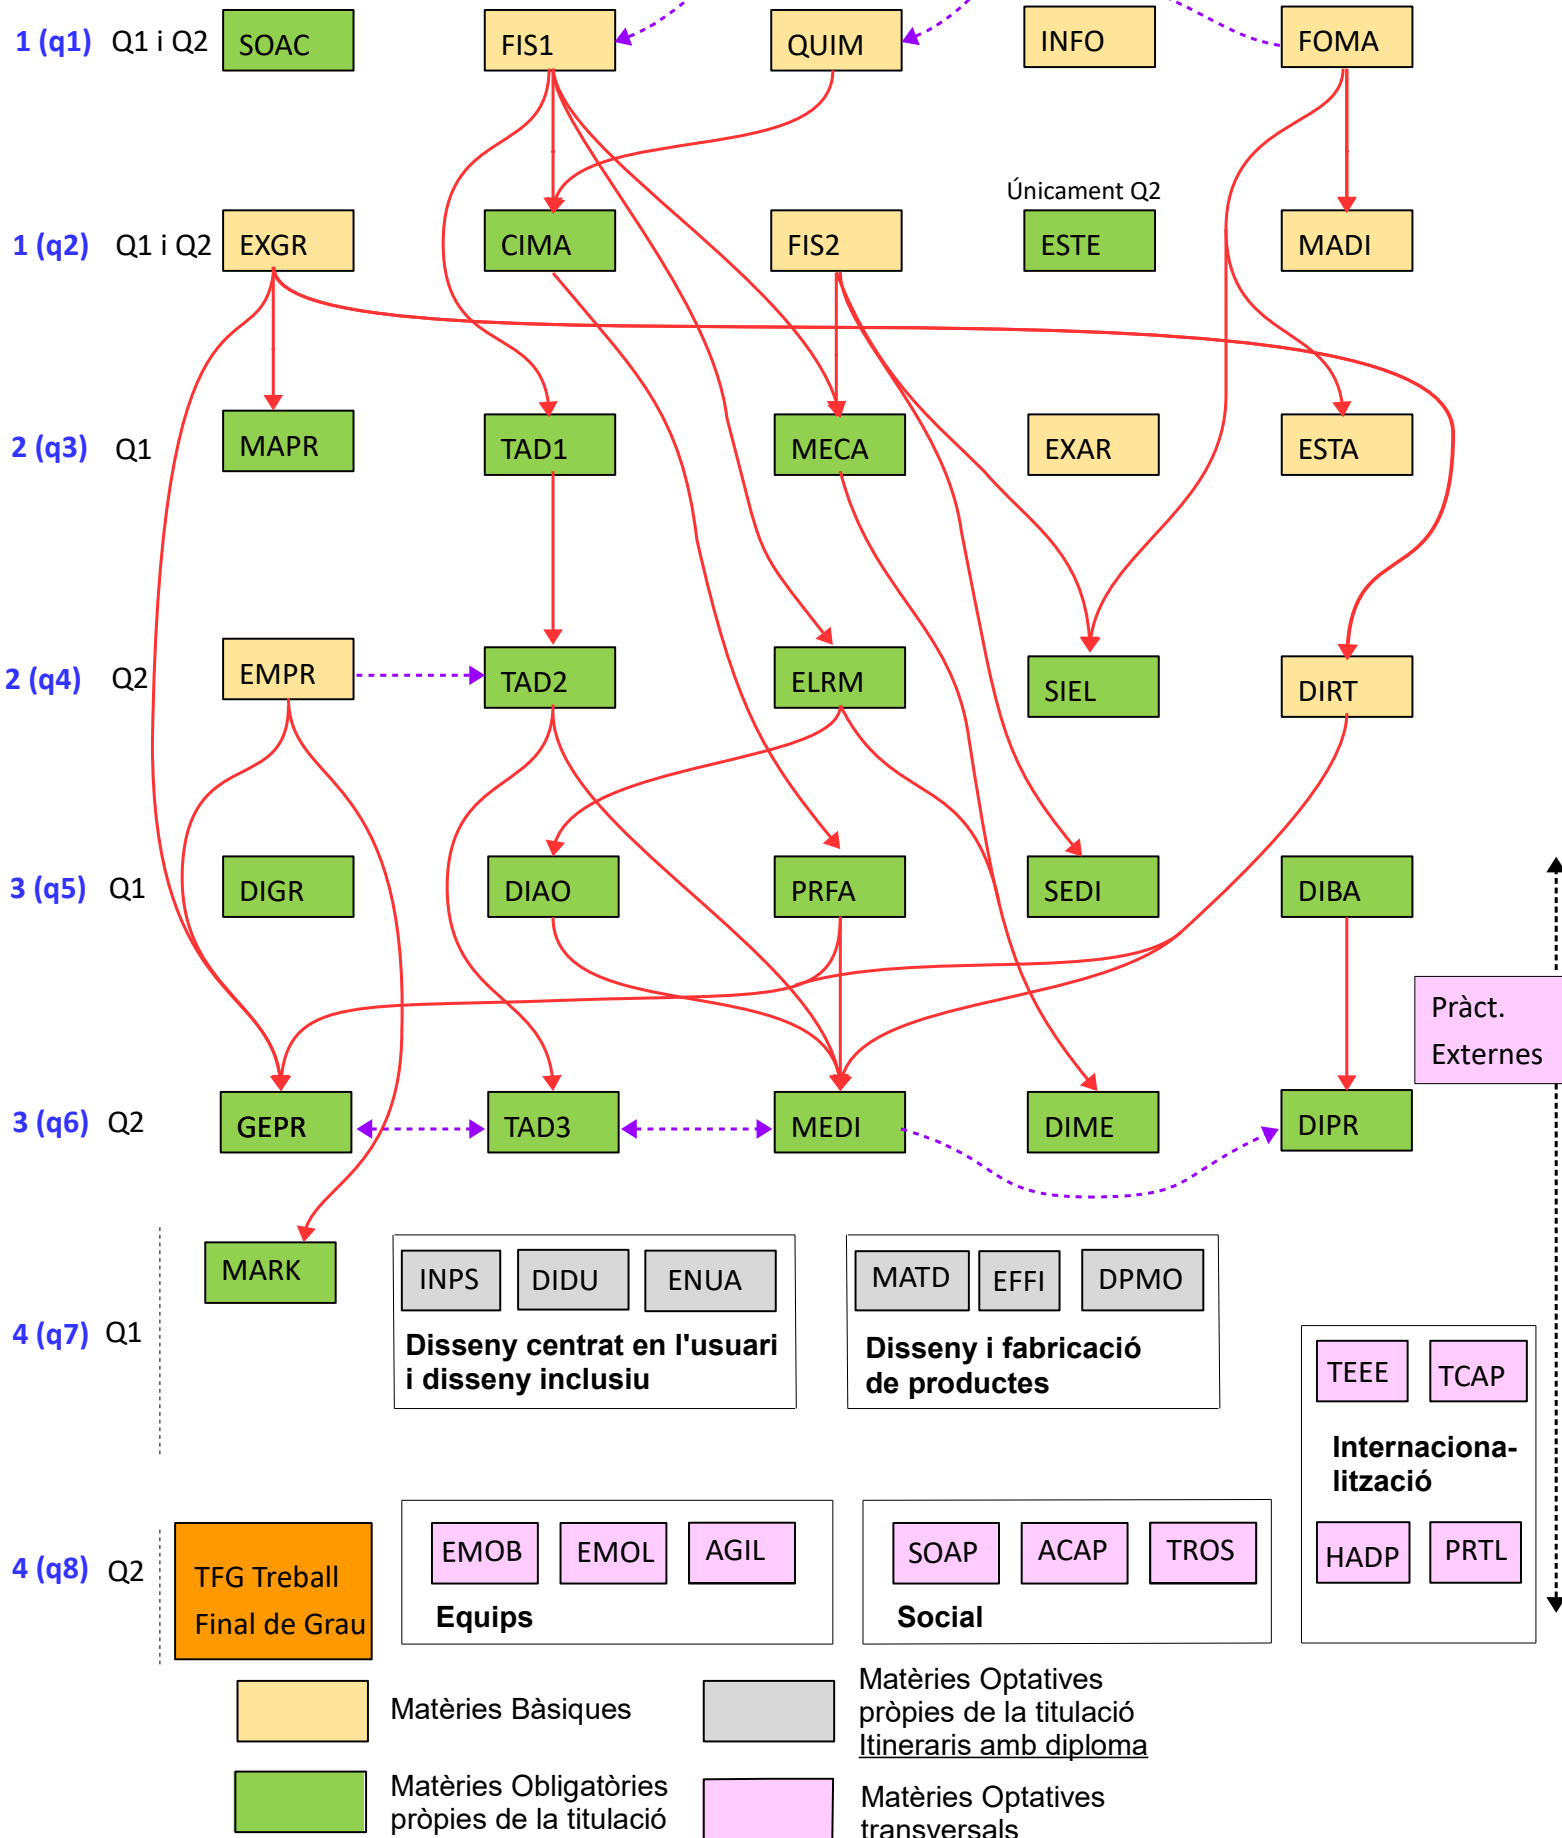 1 (q1) Q1 i Q2 SOAC FIS1 QUIM INFO FOMA
Únicament Q2
1 (q2) Q1 i Q2 EXGR CIMA FIS2 ESTE MADI
2 (q3) Q1 MAPR TAD1 MECA EXAR ESTA
2 (q4) Q2 EMPR TAD2 ELRM SIEL DIRT
3 (q5) Q1 DIGR DIAO PRFA SEDI DIBA
Pràct.
Externes
3 (q6) Q2 GEPR TAD3 MEDI DIME DIPR
MARK INPS DIDU ENUA MATD EFFI DPMO
4 (q7) Q1
Disseny centrat en l'usuari
i disseny inclusiu
Disseny i fabricació
de productes
TEEE TCAP
Internaciona-
lització
HADP PRTL
4 (q8) Q2
TFG Treball
Final de Grau
EMOB EMOL AGIL
Equips
SOAP ACAP TROS
Social
Matèries Bàsiques
Matèries Optatives
pròpies de la titulació
Itineraris amb diploma
Matèries Obligatòries
pròpies de la titulació
Matèries Optatives
transversals